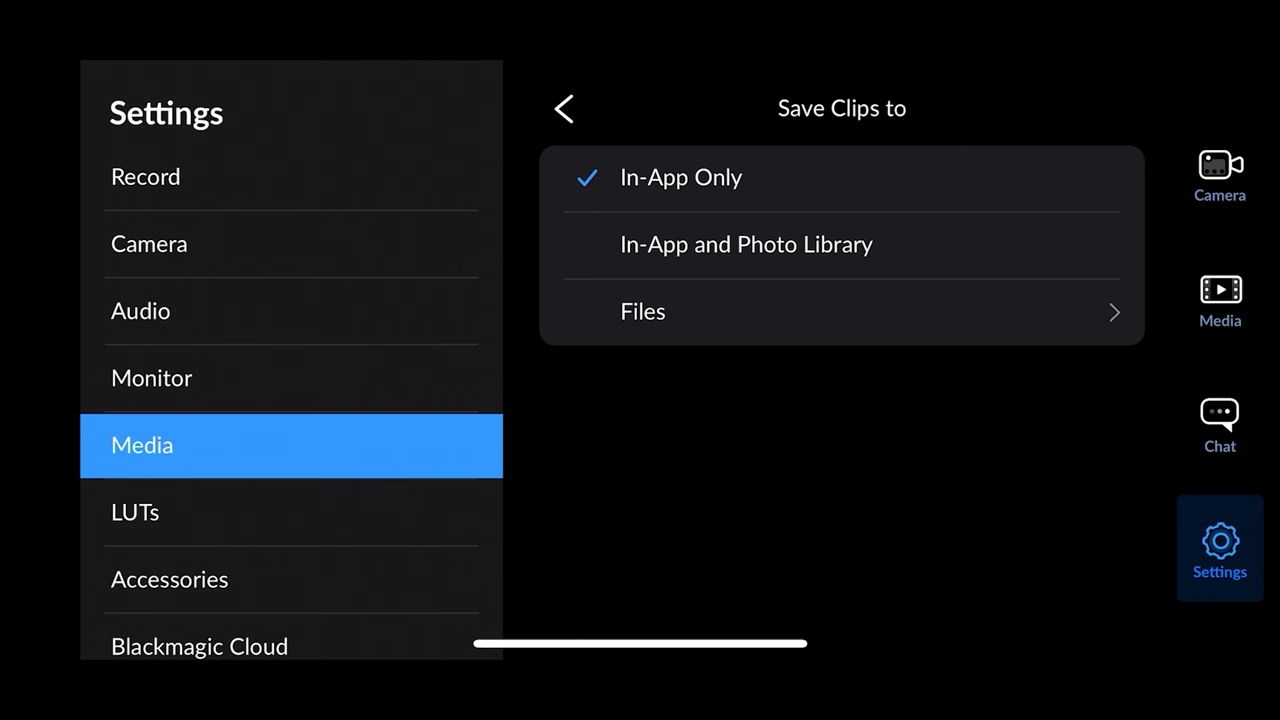 Settings
Record
Camera
Audio
Monitor
Media
LUTs
Accessories
Blackmagic Cloud
Save Clips to
In-App Only
In-App and Photo Library
Files
Camera
Media
Chat
Settings